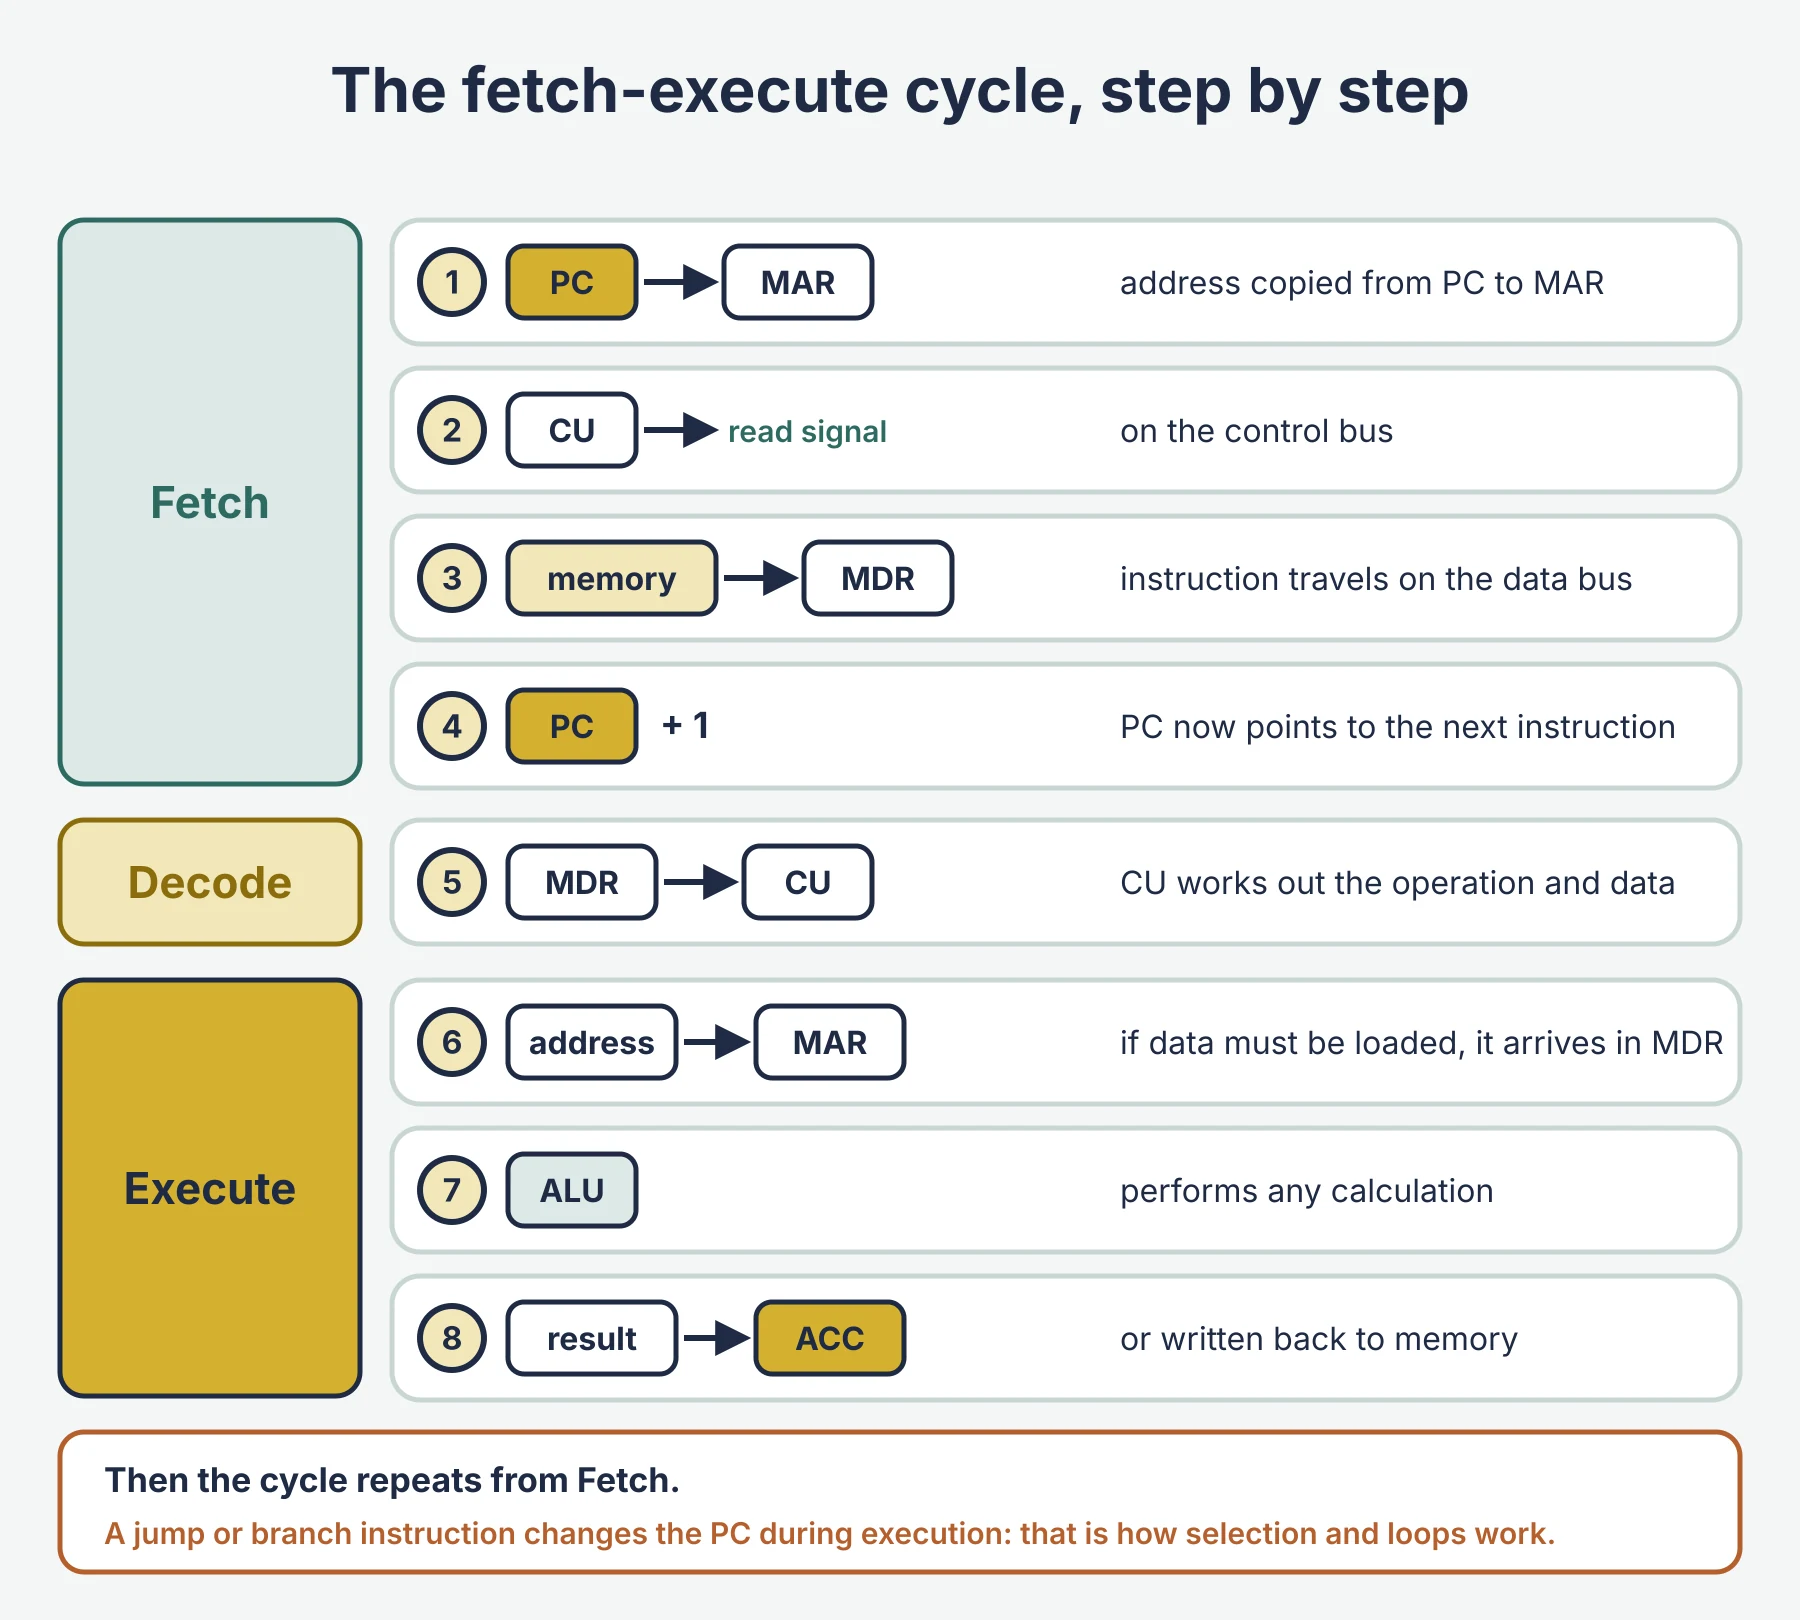 The fetch-execute cycle, step by step
Fetch
1 PC MAR address copied from PC to MAR
2 CU read signal on the control bus
3 memory MDR instruction travels on the data bus
4 PC + 1 PC now points to the next instruction
Decode
5 MDR CU CU works out the operation and data
Execute
6 address MAR if data must be loaded, it arrives in MDR
7 ALU performs any calculation
8 result ACC or written back to memory
Then the cycle repeats from Fetch.
A jump or branch instruction changes the PC during execution: that is how selection and loops work.